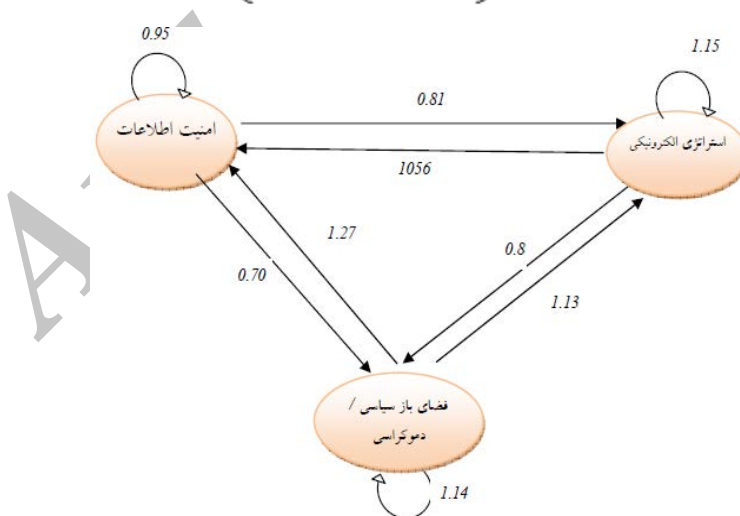 0.95
1.15
0.81
امنیت اطلاعات
استراتژی الکترونیکی
1056
1.27
0.8
0.70
1.13
فضای باز سیاسی /
دموکراسی
1.14